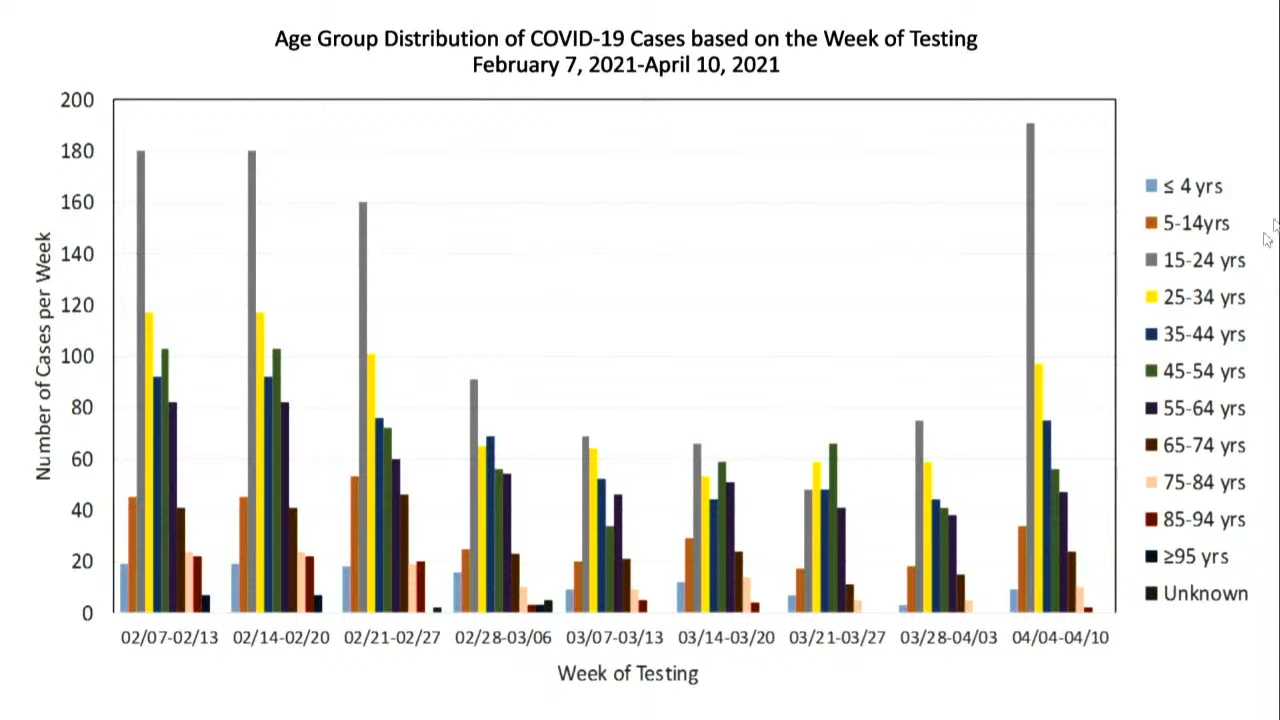 Age Group Distribution of COVID-19 Cases based on the Week of Testing
February 7, 2021-April 10, 2021
Number of Cases per Week
200
180
160
140
120
100
80
60
40
20
0
02/07-02/13 02/14-02/20 02/21-02/27 02/28-03/06 03/07-03/13 03/14-03/20 03/21-03/27 03/28-04/03 04/04-04/10
Week of Testing
≤ 4 yrs
5-14yrs
15-24 yrs
25-34 yrs
35-44 yrs
45-54 yrs
55-64 yrs
65-74 yrs
75-84 yrs
85-94 yrs
≥95 yrs
Unknown